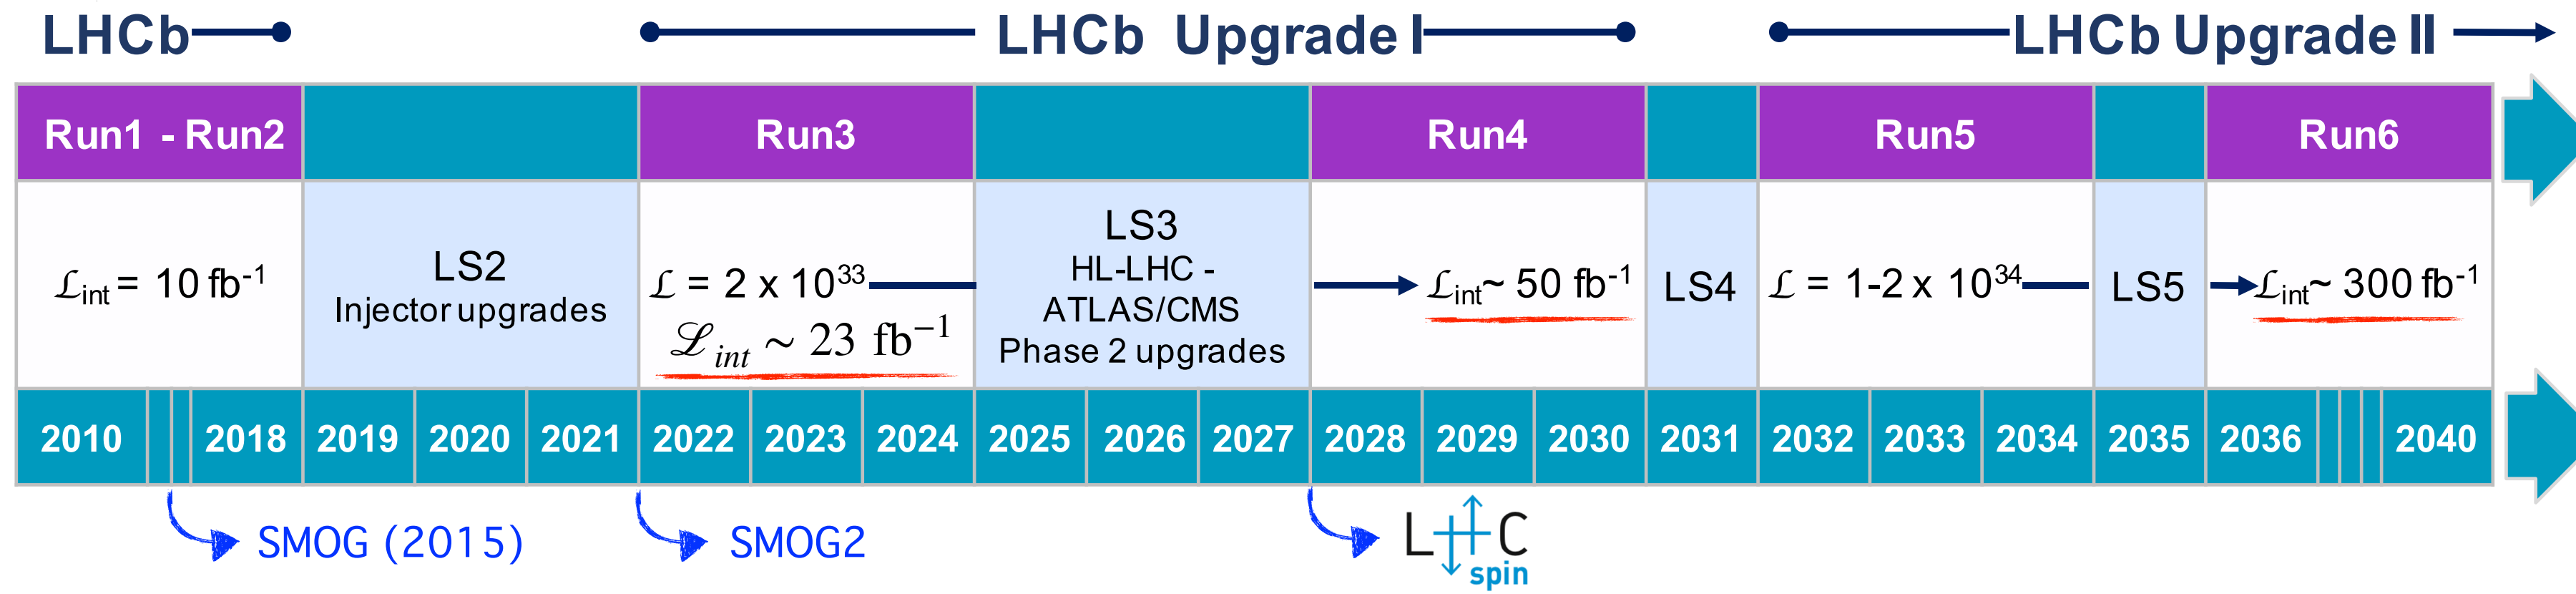 LHCb LHCb Upgrade I LHCb Upgrade II
Run1 - Run2 Run3 Run4 Run5 Run6
ℒint = 10 fb-1
LS2
Injector upgrades
ℒ = 2 x 10³³
ℒint ∼ 23 fb−1
LS3
HL-LHC -
ATLAS/CMS
Phase 2 upgrades
ℒint~ 50 fb-1
LS4
ℒ = 1-2 x 10³⁴
LS5
ℒint~ 300 fb-1
2010 2018 2019 2020 2021 2022 2023 2024 2025 2026 2027 2028 2029 2030 2031 2032 2033 2034 2035 2036 2040
SMOG (2015) SMOG2 LHC
spin